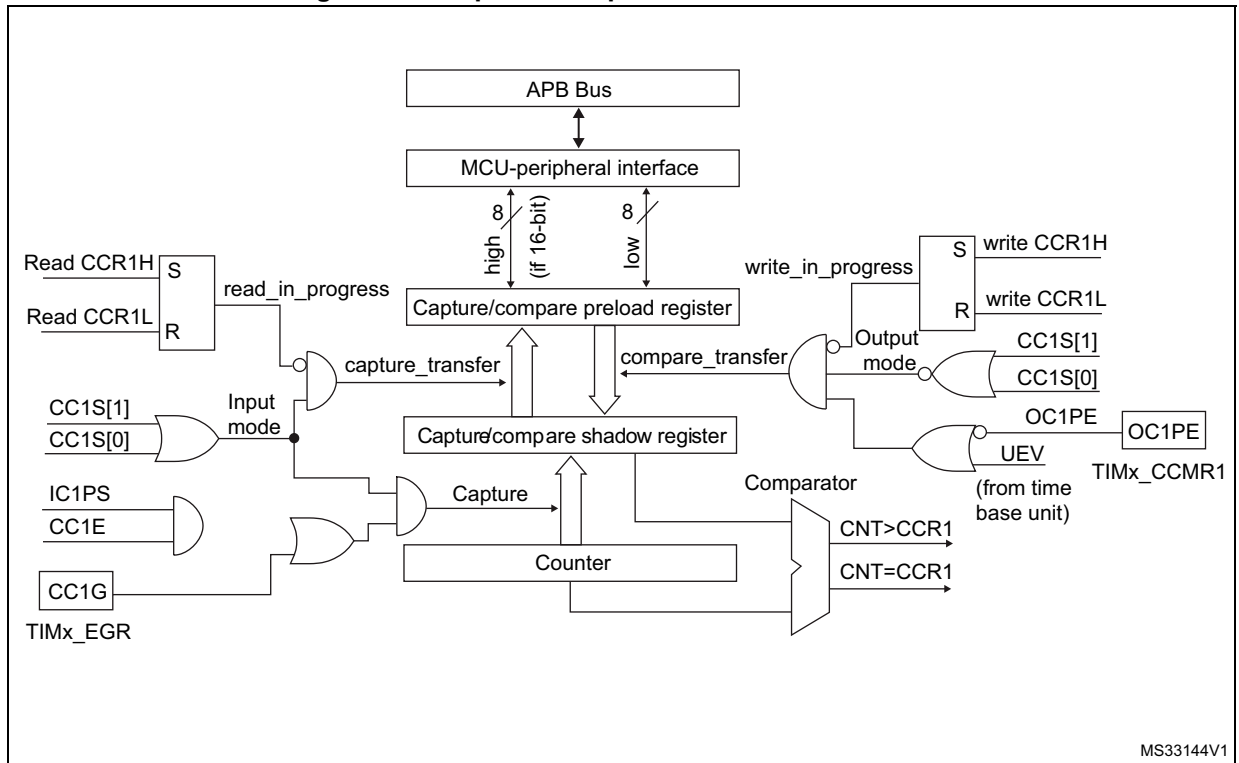 APB Bus
MCU-peripheral interface
8
high
(if 16-bit)
8
low
Read CCR1H
S
read_in_progress
Read CCR1L
R
write_in_progress
S
write CCR1H
R
write CCR1L
Capture/compare preload register
capture_transfer
compare_transfer
Output
mode
CC1S[1]
CC1S[0]
CC1S[1]
CC1S[0]
Input
mode
Capture/compare shadow register
OC1PE
OC1PE
UEV
TIMx_CCMR1
(from time
base unit)
IC1PS
CC1E
Capture
Comparator
Counter
CNT>CCR1
CNT=CCR1
CC1G
TIMx_EGR
MS33144V1